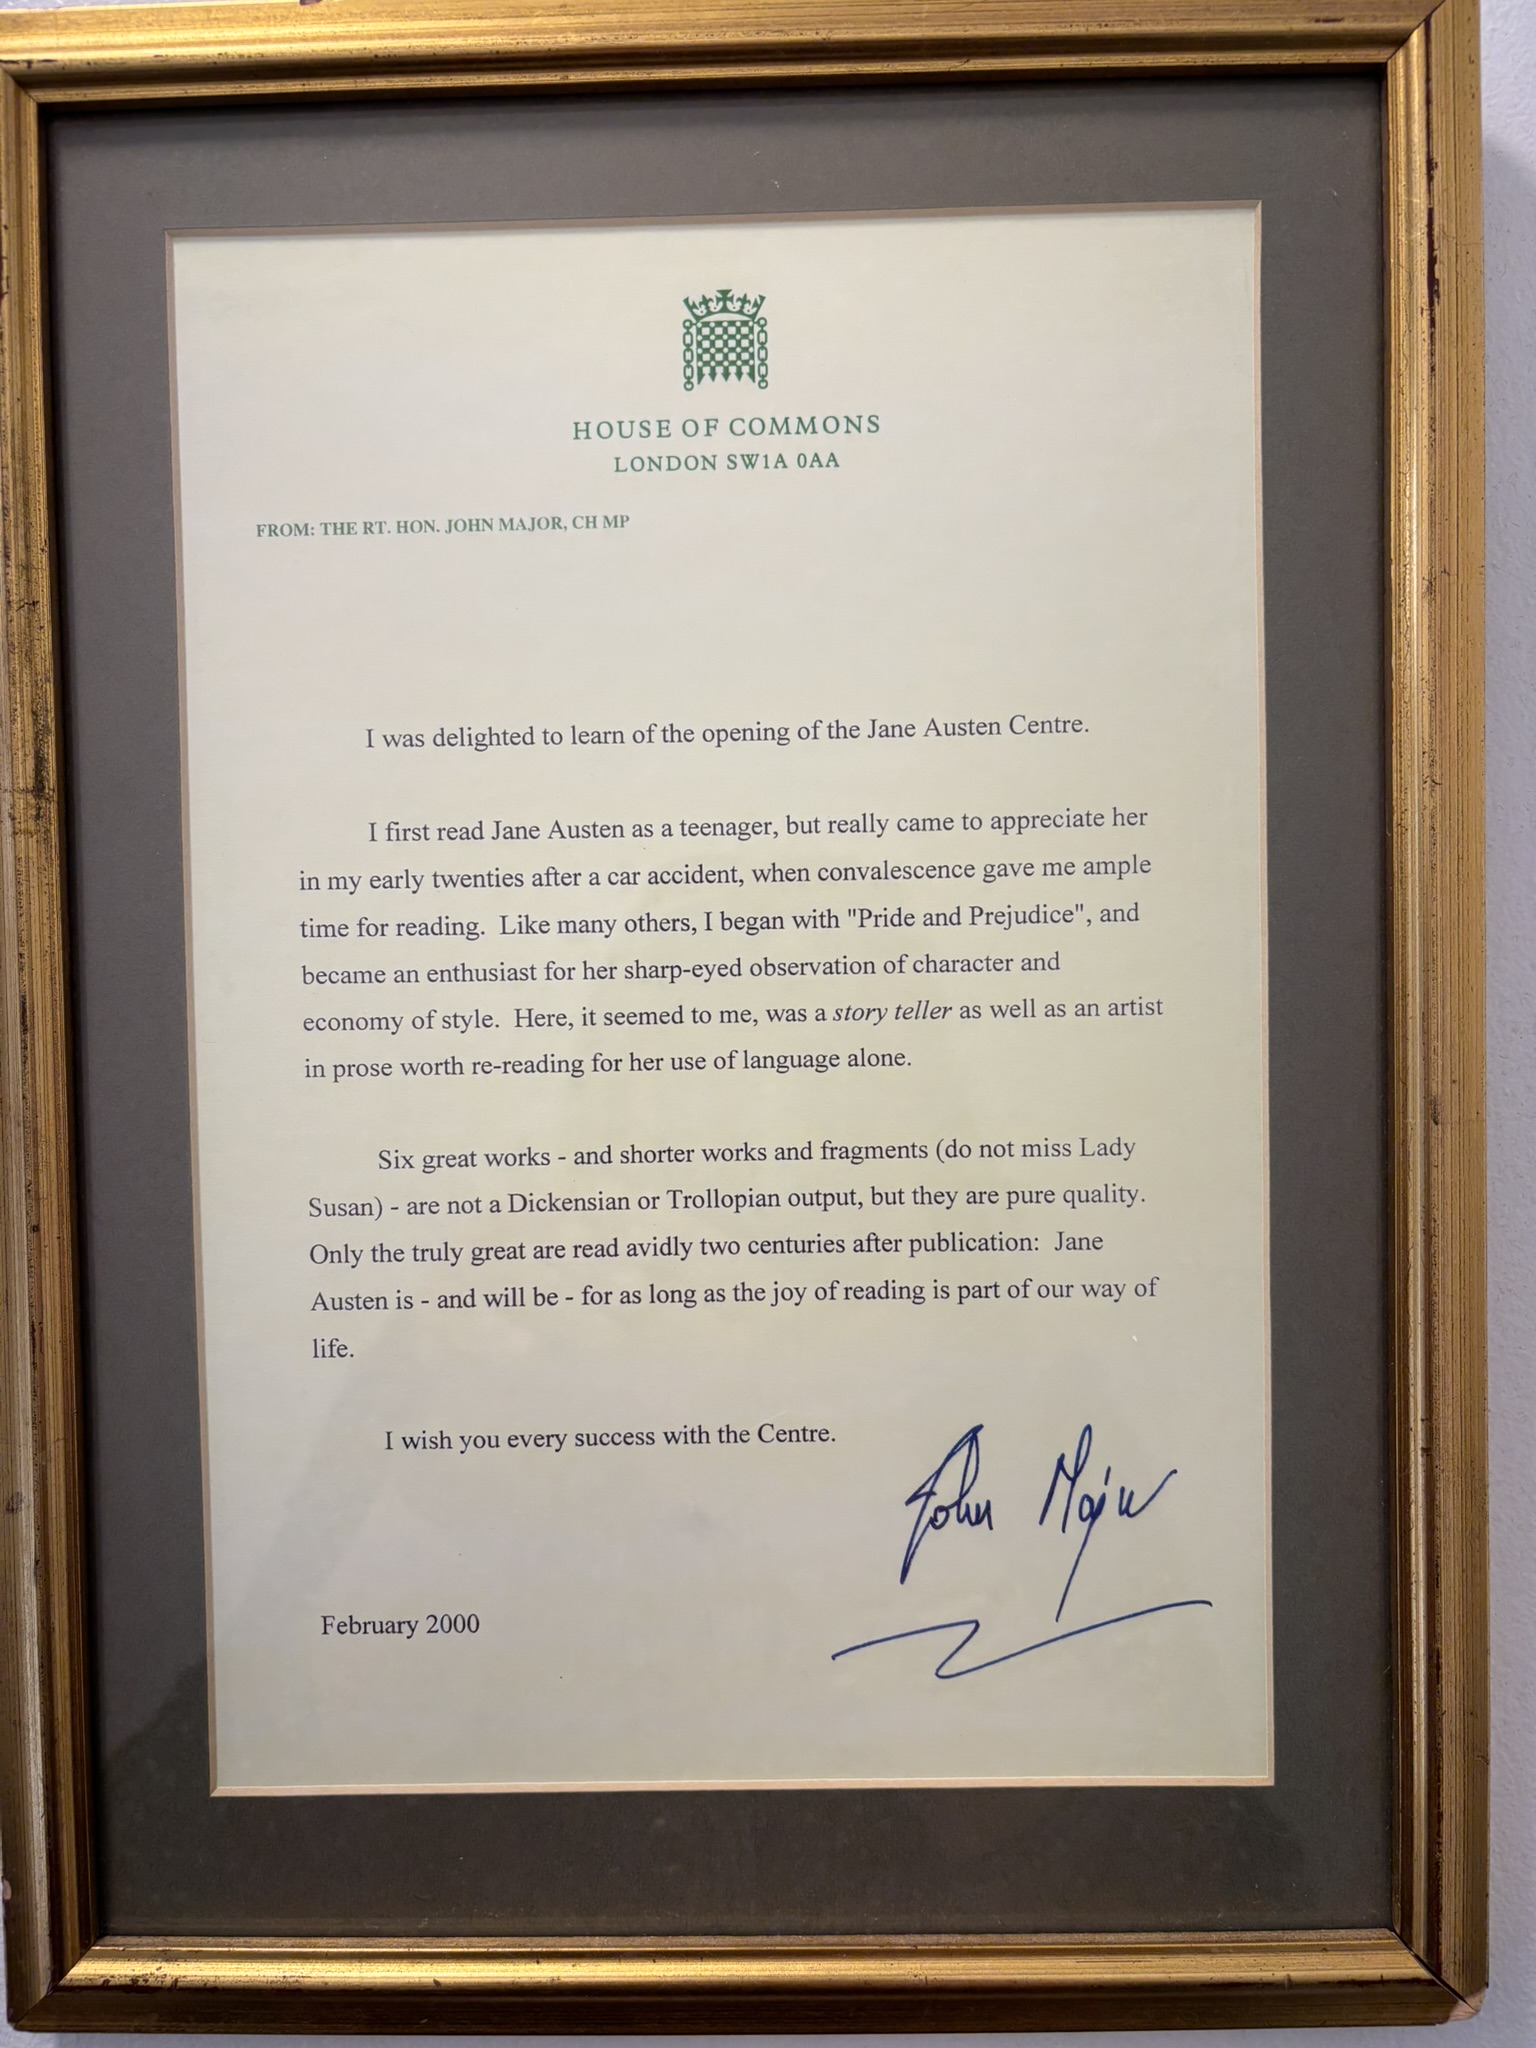 HOUSE OF COMMONS
LONDON SW1A 0AA
FROM: THE RT. HON. JOHN MAJOR, CH MP
I was delighted to learn of the opening of the Jane Austen Centre.
I first read Jane Austen as a teenager, but really came to appreciate her
in my early twenties after a car accident, when convalescence gave me ample
time for reading. Like many others, I began with "Pride and Prejudice", and
became an enthusiast for her sharp-eyed observation of character and
economy of style. Here, it seemed to me, was a story teller as well as an artist
in prose worth re-reading for her use of language alone.
Six great works - and shorter works and fragments (do not miss Lady
Susan) - are not a Dickensian or Trollopian output, but they are pure quality.
Only the truly great are read avidly two centuries after publication: Jane
Austen is - and will be - for as long as the joy of reading is part of our way of
life.
I wish you every success with the Centre.
John Major
February 2000